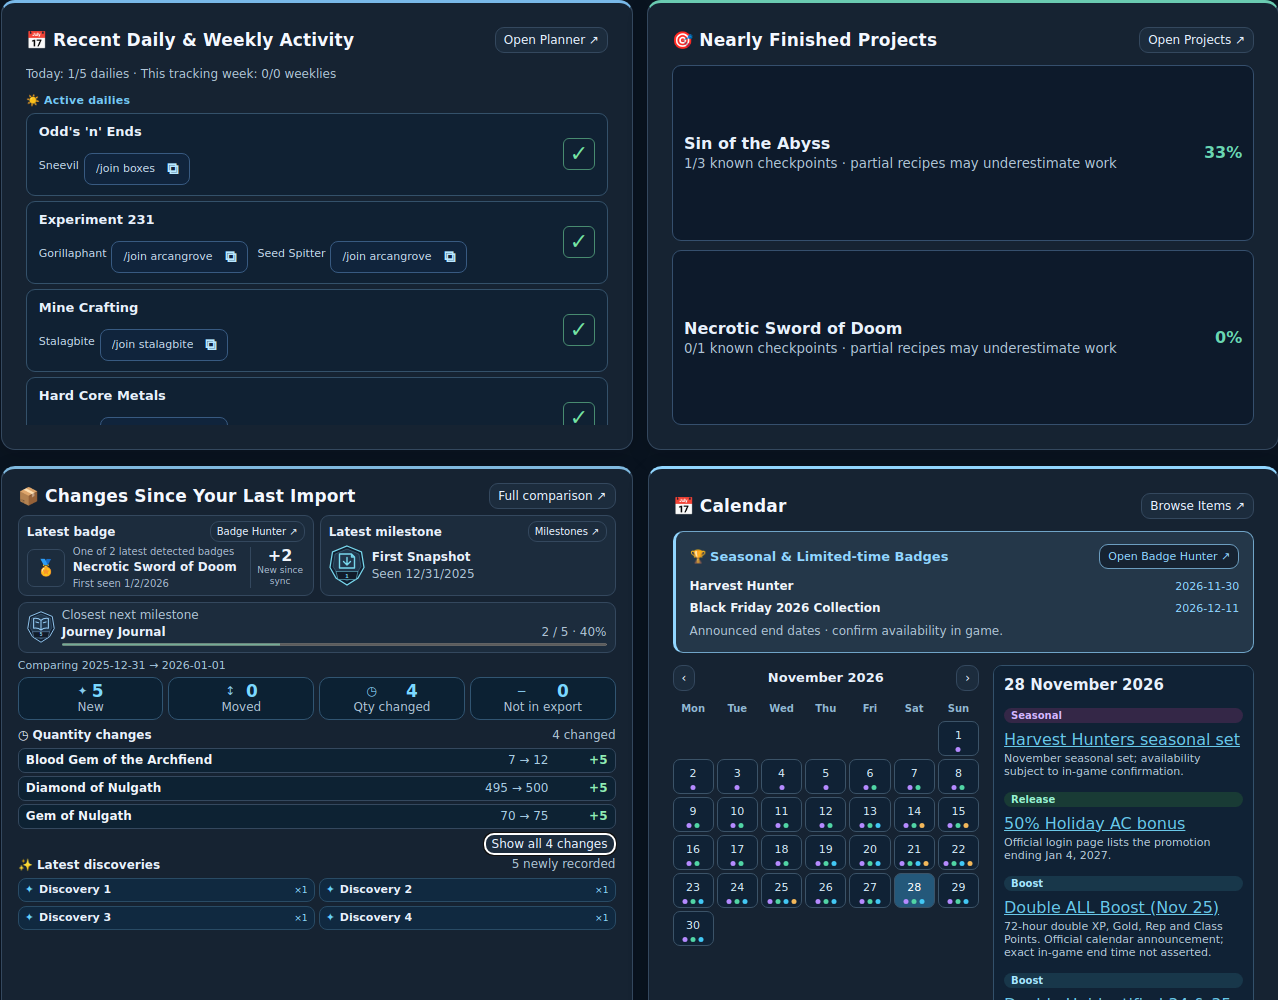 Recent Daily & Weekly Activity
Open Planner ↗
Today: 1/5 dailies · This tracking week: 0/0 weeklies
Active dailies
Odd's 'n' Ends
Sneevil /join boxes
Experiment 231
Gorillaphant /join arcangrove Seed Spitter /join arcangrove
Mine Crafting
Stalagbite /join stalagbite
Hard Core Metals
Nearly Finished Projects
Open Projects ↗
Sin of the Abyss
1/3 known checkpoints · partial recipes may underestimate work
33%
Necrotic Sword of Doom
0/1 known checkpoints · partial recipes may underestimate work
0%
Changes Since Your Last Import
Full comparison ↗
Latest badge
Badge Hunter ↗
One of 2 latest detected badges
Necrotic Sword of Doom
First seen 1/2/2026
+2
New since
sync
Latest milestone
Milestones ↗
First Snapshot
Seen 12/31/2025
Closest next milestone
Journey Journal
2 / 5 · 40%
Comparing 2025-12-31 → 2026-01-01
5
New
0
Moved
4
Qty changed
0
Not in export
Quantity changes
4 changed
Blood Gem of the Archfiend 7 → 12 +5
Diamond of Nulgath 495 → 500 +5
Gem of Nulgath 70 → 75 +5
Show all 4 changes
Latest discoveries
5 newly recorded
Discovery 1 ×1
Discovery 2 ×1
Discovery 3 ×1
Discovery 4 ×1
Calendar
Browse Items ↗
Seasonal & Limited-time Badges
Open Badge Hunter ↗
Harvest Hunter 2026-11-30
Black Friday 2026 Collection 2026-12-11
Announced end dates · confirm availability in game.
‹ November 2026 ›
Mon Tue Wed Thu Fri Sat Sun
1
2 3 4 5 6 7 8
9 10 11 12 13 14 15
16 17 18 19 20 21 22
23 24 25 26 27 28 29
30
28 November 2026
Seasonal
Harvest Hunters seasonal set
November seasonal set; availability
subject to in-game confirmation.
Release
50% Holiday AC bonus
Official login page lists the promotion
ending Jan 4, 2027.
Boost
Double ALL Boost (Nov 25)
72-hour double XP, Gold, Rep and Class
Points. Official calendar announcement;
exact in-game end time not asserted.
Boost